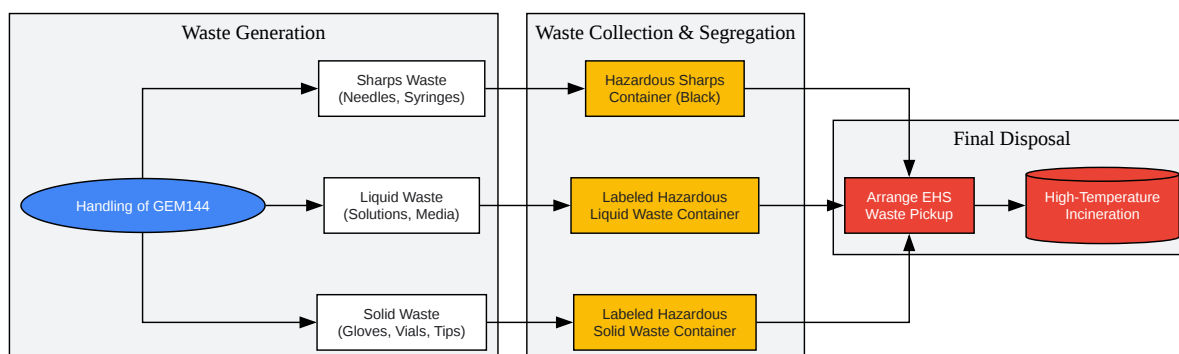 Waste Generation
Waste Collection & Segregation
Sharps Waste
(Needles, Syringes)
Hazardous Sharps
Container (Black)
Final Disposal
Handling of GEM144
Liquid Waste
(Solutions, Media)
Labeled Hazardous
Liquid Waste Container
Arrange EHS
Waste Pickup
High-Temperature
Incineration
Solid Waste
(Gloves, Vials, Tips)
Labeled Hazardous
Solid Waste Container